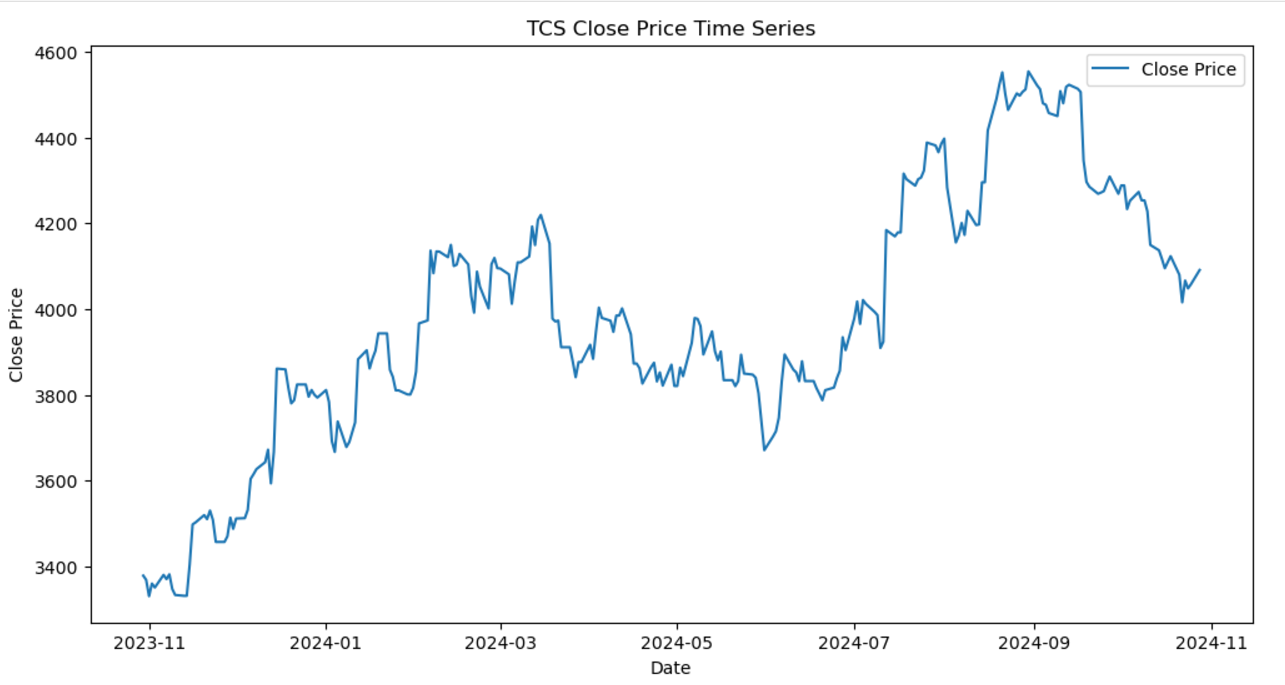 TCS Close Price Time Series
Close Price
4600
4400
4200
4000
3800
3600
3400
Close Price
2023-11 2024-01 2024-03 2024-05 2024-07 2024-09 2024-11
Date